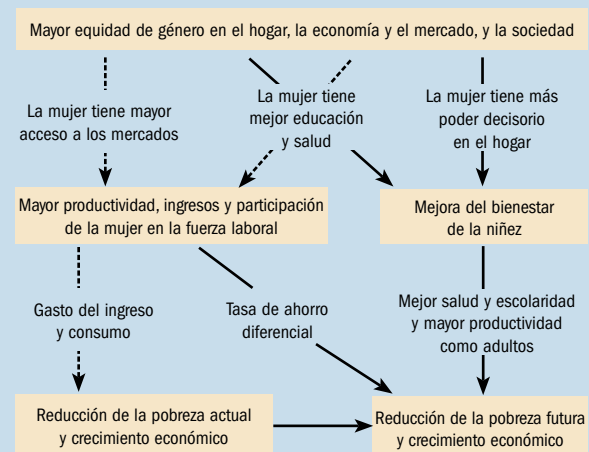 Mayor equidad de género en el hogar, la economía y el mercado, y la sociedad
La mujer tiene mayor
acceso a los mercados
La mujer tiene
mejor educación
y salud
La mujer tiene más
poder decisorio
en el hogar
Mayor productividad, ingresos y participación
de la mujer en la fuerza laboral
Mejora del bienestar
de la niñez
Gasto del ingreso
y consumo
Tasa de ahorro
diferencial
Mejor salud y escolaridad
y mayor productividad
como adultos
Reducción de la pobreza actual
y crecimiento económico
Reducción de la pobreza futura
y crecimiento económico